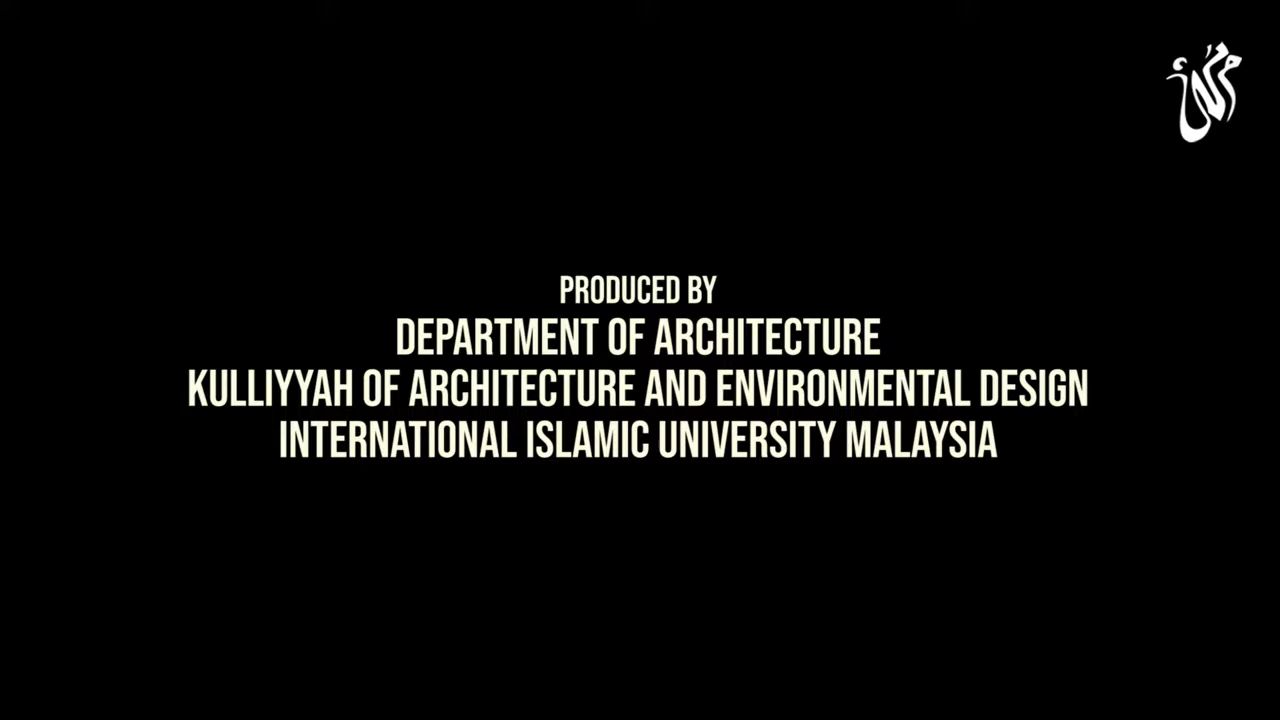 PRODUCED BY
DEPARTMENT OF ARCHITECTURE
KULLIYYAH OF ARCHITECTURE AND ENVIRONMENTAL DESIGN
INTERNATIONAL ISLAMIC UNIVERSITY MALAYSIA